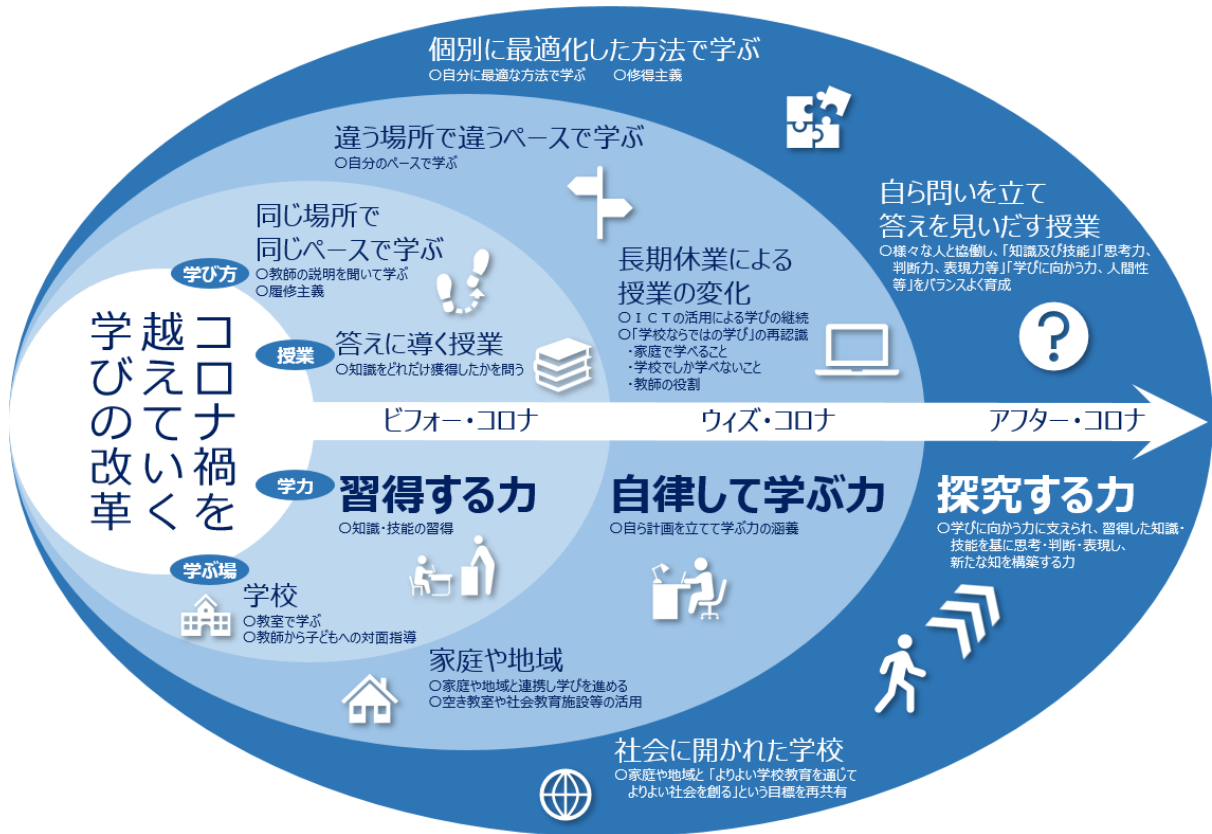 個別に最適化した方法で学ぶ
○自分に最適な方法で学ぶ　○修得主義
違う場所で違うペースで学ぶ
○自分のペースで学ぶ
同じ場所で
同じペースで学ぶ
○教師の説明を聞いて学ぶ
○履修主義
学び方
自ら問いを立て
答えを見いだす授業
○様々な人と協働し、「知識及び技能」「思考力、
判断力、表現力等」「学びに向かう力、人間性
等」をバランスよく育成
長期休業による
授業の変化
○ＩＣＴの活用による学びの継続
○「学校ならではの学び」の再認識
・家庭で学べること
・学校でしか学べないこと
・教師の役割
授業
答えに導く授業
○知識をどれだけ獲得したかを問う
コロナ禍を
越えていく
学びの改革
ビフォー・コロナ
ウィズ・コロナ
アフター・コロナ
学力
習得する力
○知識・技能の習得
自律して学ぶ力
○自ら計画を立てて学ぶ力の涵義
探究する力
○学びに向かう力に支えられ、習得した知識・
技能を基に思考・判断・表現し、
新たな知を構築する力
学ぶ場
学校
○教室で学ぶ
○教師から子どもへの対面指導
家庭や地域
○家庭や地域と連携し学びを進める
○空き教室や社会教育施設等の活用
社会に開かれた学校
○家庭や地域と「よりよい学校教育を通じて
よりよい社会を創る」という目標を再共有